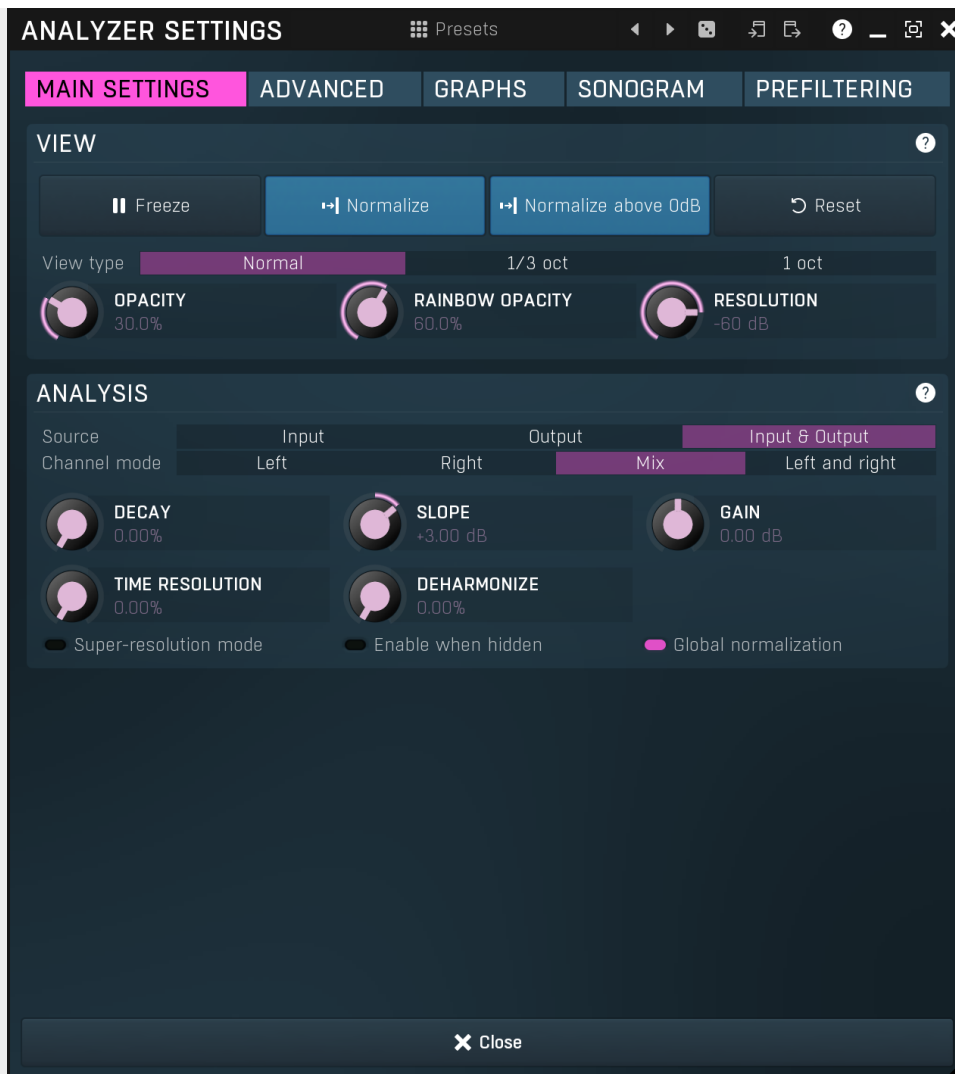 ANALYZER SETTINGS Presets ?
MAIN SETTINGS ADVANCED GRAPHS SONOGRAM PREFILTERING
VIEW ?
Freeze Normalize Normalize above 0dB Reset
View type Normal 1/3 oct 1 oct
OPACITY RAINBOW OPACITY RESOLUTION
30.0% 60.0% -60 dB
ANALYSIS ?
Source Input Output Input & Output
Channel mode Left Right Mix Left and right
DECAY SLOPE GAIN
0.00% +3.00 dB 0.00 dB
TIME RESOLUTION DEHARMONIZE
0.00% 0.00%
Super-resolution mode Enable when hidden Global normalization
Close